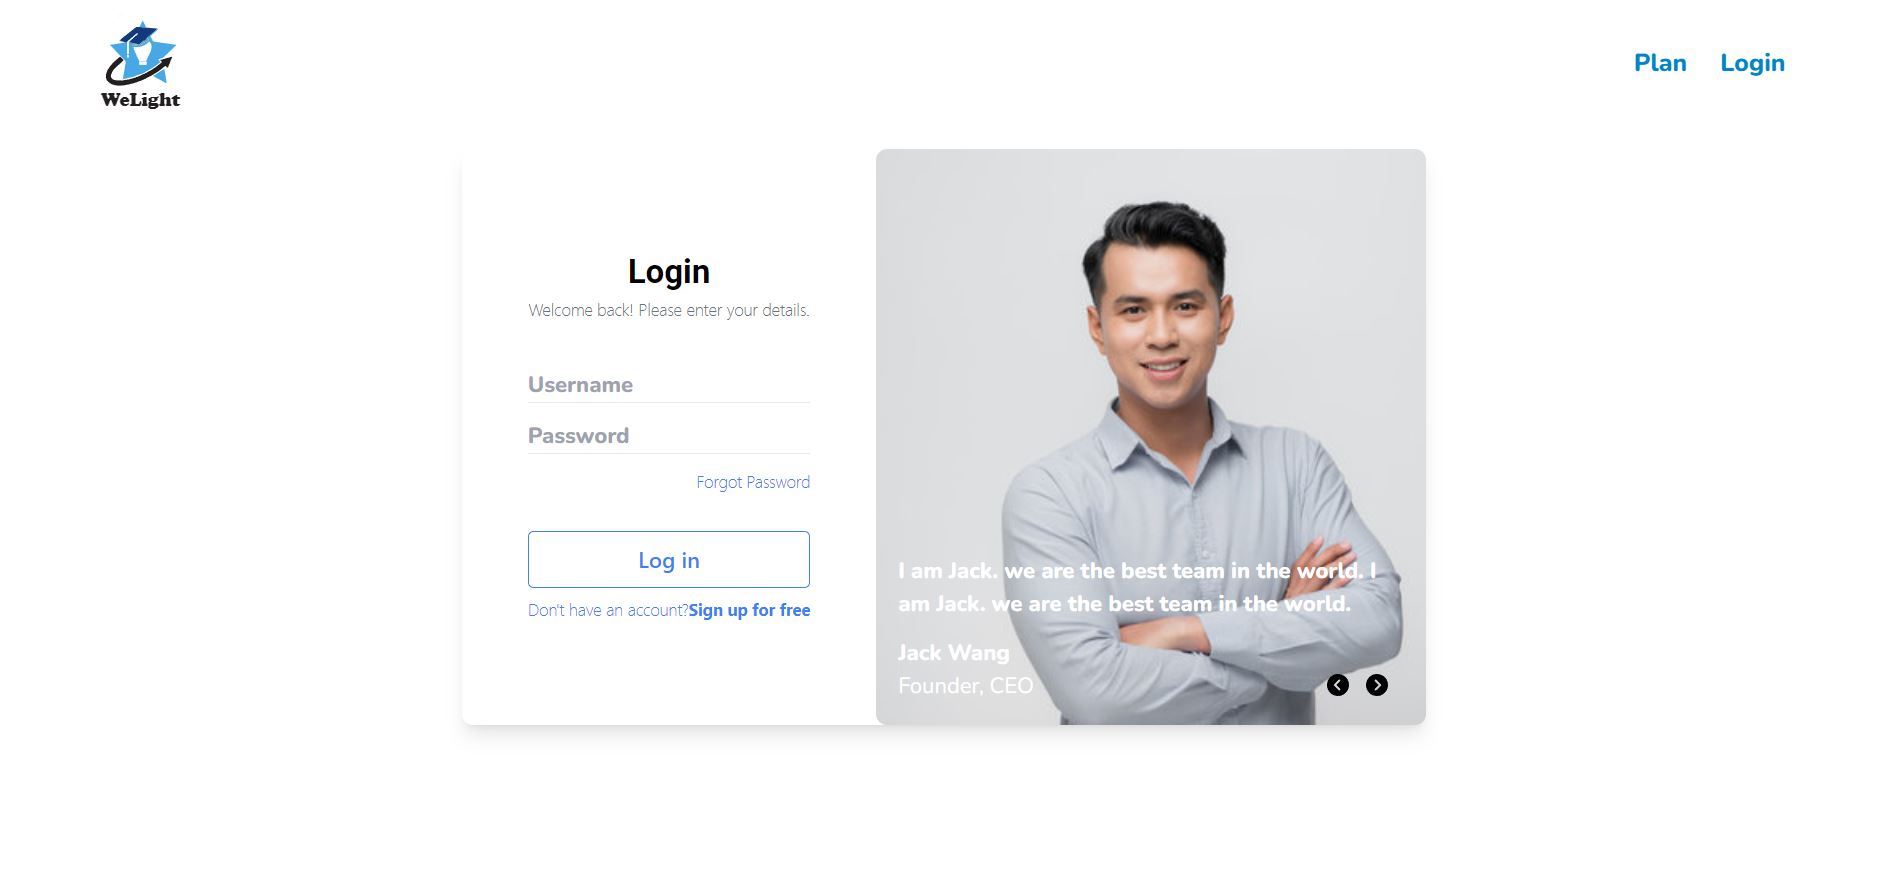 WeLight
Plan
Login
Login
Welcome back! Please enter your details.
Username
Password
Forgot Password
Log in
Don't have an account?Sign up for free
I am Jack. we are the best team in the world. I
am Jack. we are the best team in the world.
Jack Wang
Founder, CEO